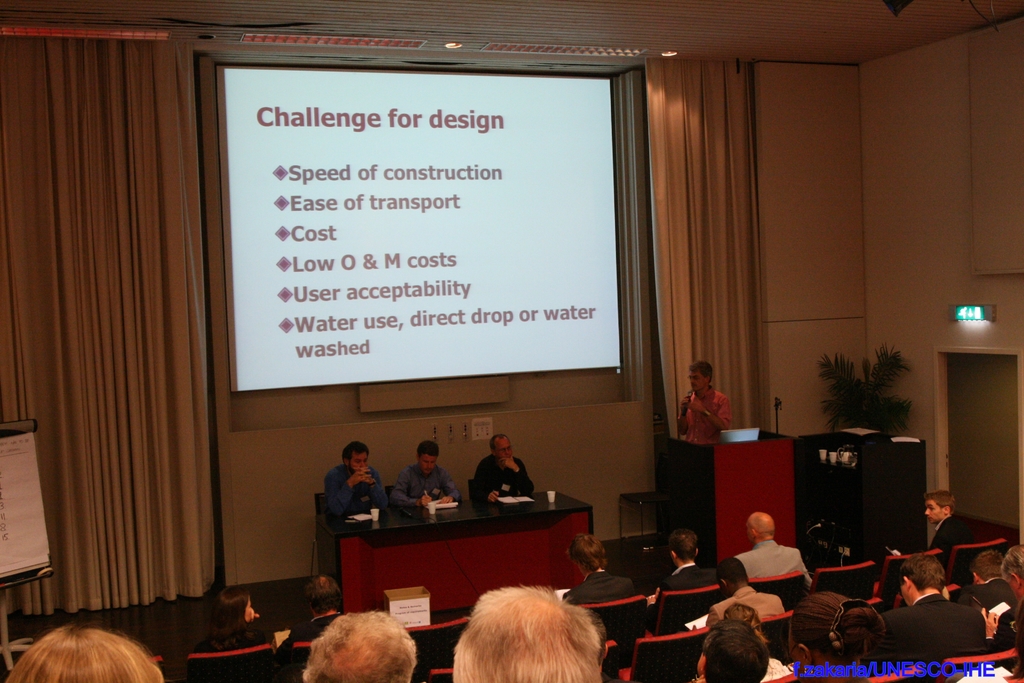 Challenge for design
Speed of construction
Ease of transport
Cost
Low O & M costs
User acceptability
Water use, direct drop or water
washed
f.zakaria/UNESCO-IHE